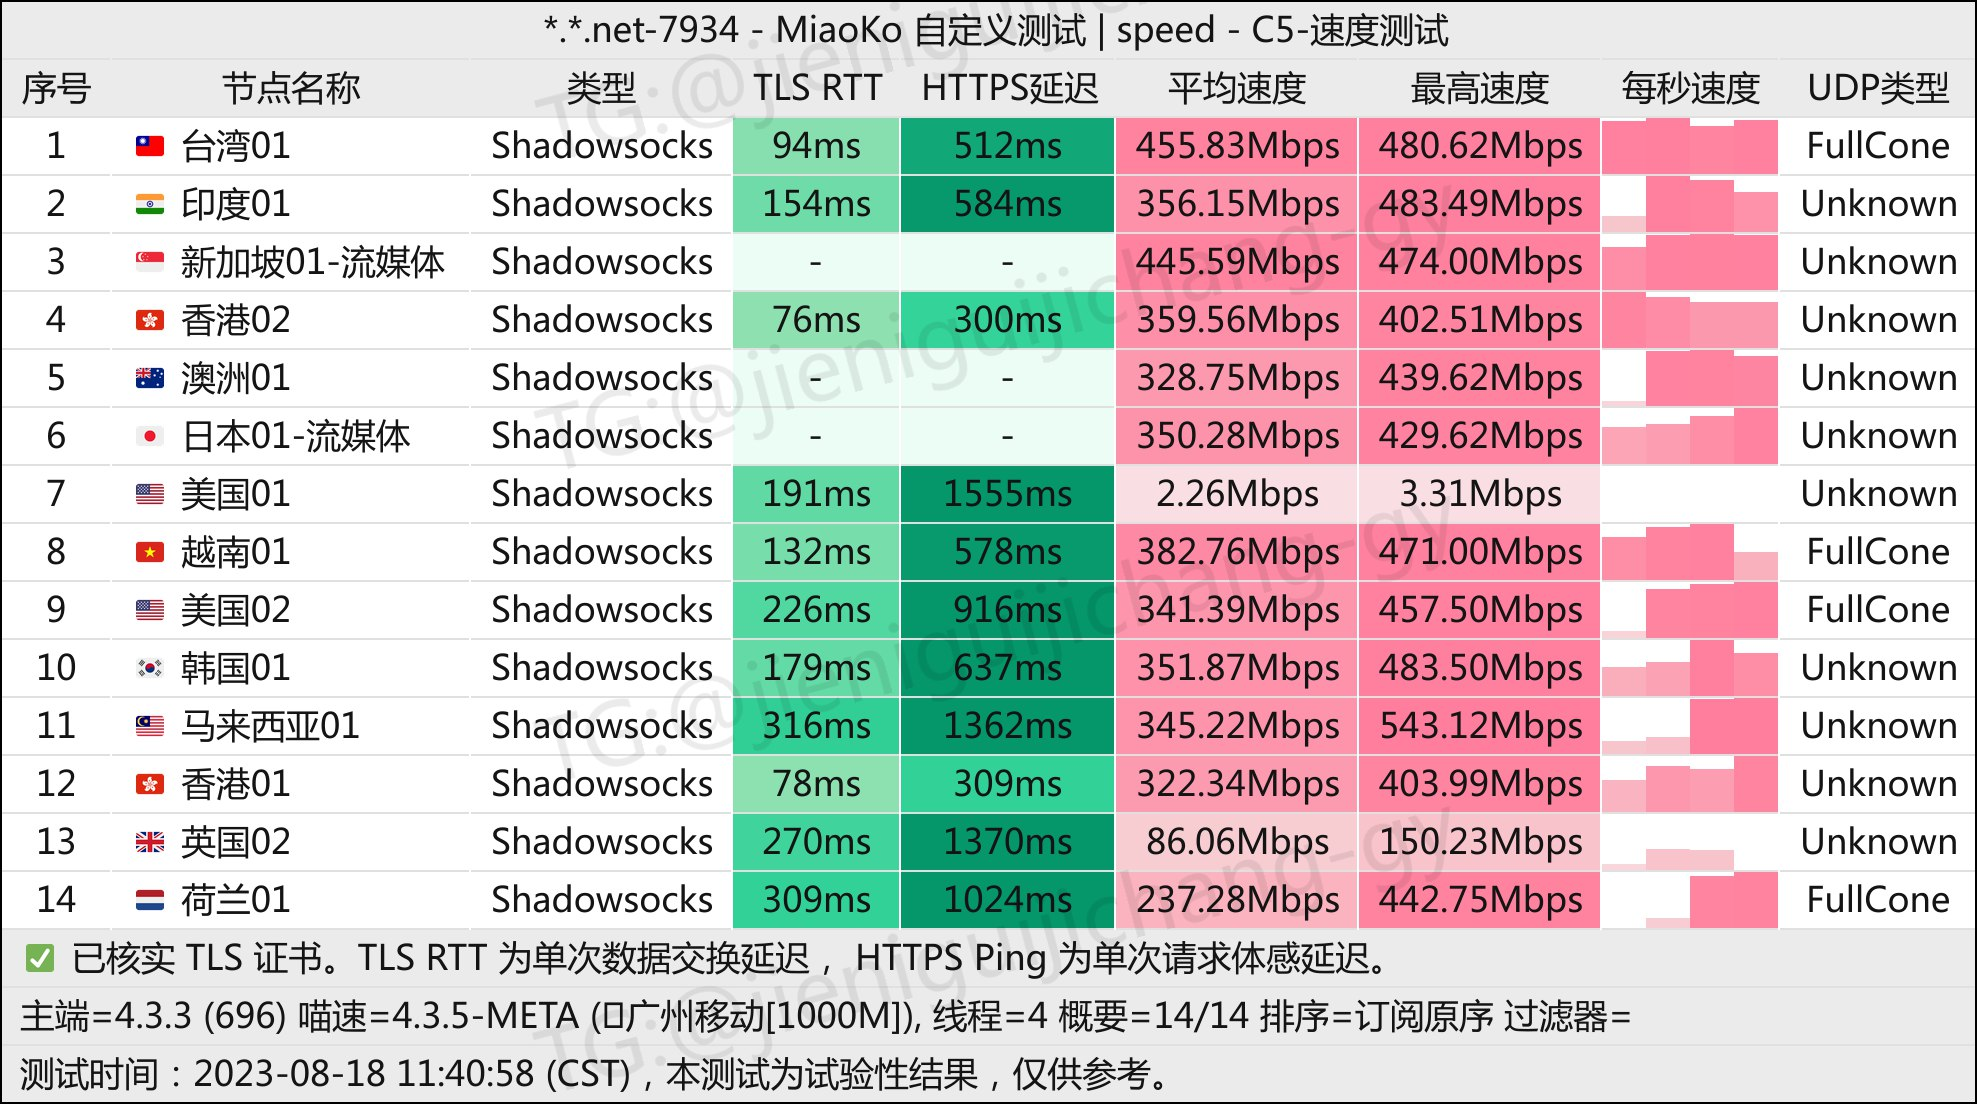 *.*.net-7934 - MiaoKo 自定义测试 | speed - C5-速度测试
序号 节点名称 类型 TLS RTT HTTPS延迟 平均速度 最高速度 每秒速度 UDP类型
1 台湾01 Shadowsocks 94ms 512ms 455.83Mbps 480.62Mbps FullCone
2 印度01 Shadowsocks 154ms 584ms 356.15Mbps 483.49Mbps Unknown
3 新加坡01-流媒体 Shadowsocks - - 445.59Mbps 474.00Mbps Unknown
4 香港02 Shadowsocks 76ms 300ms 359.56Mbps 402.51Mbps Unknown
5 澳洲01 Shadowsocks - - 328.75Mbps 439.62Mbps Unknown
6 日本01-流媒体 Shadowsocks - - 350.28Mbps 429.62Mbps Unknown
7 美国01 Shadowsocks 191ms 1555ms 2.26Mbps 3.31Mbps Unknown
8 越南01 Shadowsocks 132ms 578ms 382.76Mbps 471.00Mbps FullCone
9 美国02 Shadowsocks 226ms 916ms 341.39Mbps 457.50Mbps FullCone
10 韩国01 Shadowsocks 179ms 637ms 351.87Mbps 483.50Mbps Unknown
11 马来西亚01 Shadowsocks 316ms 1362ms 345.22Mbps 543.12Mbps Unknown
12 香港01 Shadowsocks 78ms 309ms 322.34Mbps 403.99Mbps Unknown
13 英国02 Shadowsocks 270ms 1370ms 86.06Mbps 150.23Mbps Unknown
14 荷兰01 Shadowsocks 309ms 1024ms 237.28Mbps 442.75Mbps FullCone
✅ 已核实 TLS 证书。TLS RTT 为单次数据交换延迟， HTTPS Ping 为单次请求体感延迟。
主端=4.3.3 (696) 喵速=4.3.5-META (▯广州移动[1000M]), 线程=4 概要=14/14 排序=订阅原序 过滤器=
测试时间：2023-08-18 11:40:58 (CST)，本测试为试验性结果，仅供参考。
TG:@jieniguijichang-gy
TG:@jieniguijichang-gy
TG:@jieniguijichang-gy
TG:@jieniguijichang-gy